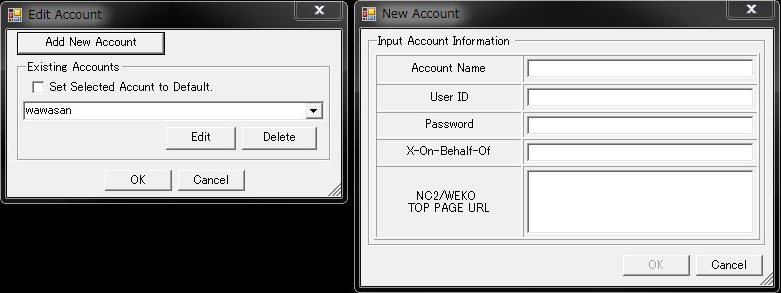 Edit Account
Add New Account
Existing Accounts
Set Selected Accunt to Default.
wawasan
Edit
Delete
OK
Cancel
New Account
Input Account Information
Account Name
User ID
Password
X-On-Behalf-Of
NC2/WEKO
TOP PAGE URL
OK
Cancel